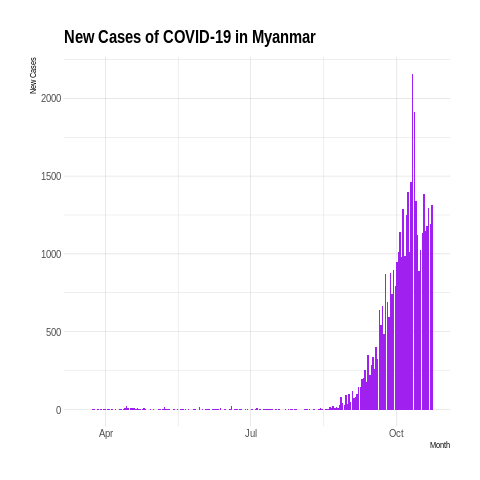 New Cases of COVID-19 in Myanmar
New Cases
2000
1500
1000
500
0
Apr
Jul
Oct
Month